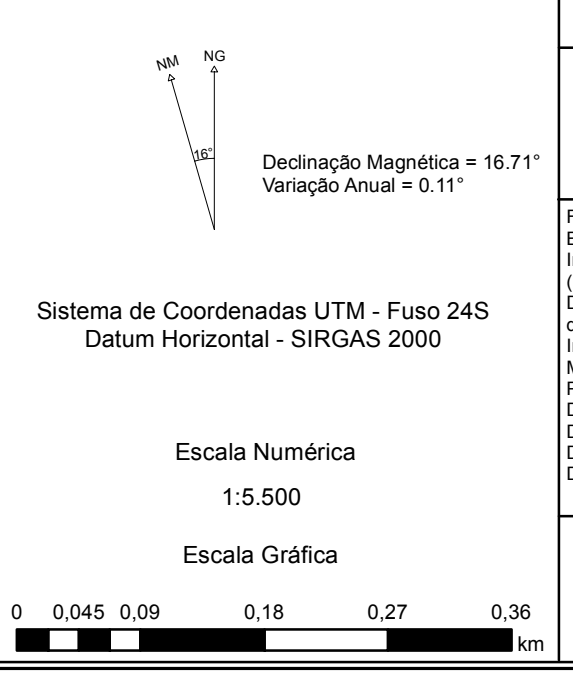 NM NG
16°
Declinação Magnética = 16.71°
Variação Anual = 0.11°
Sistema de Coordenadas UTM - Fuso 24S
Datum Horizontal - SIRGAS 2000
Escala Numérica
1:5.500
Escala Gráfica
0 0,045 0,09 0,18 0,27 0,36
km